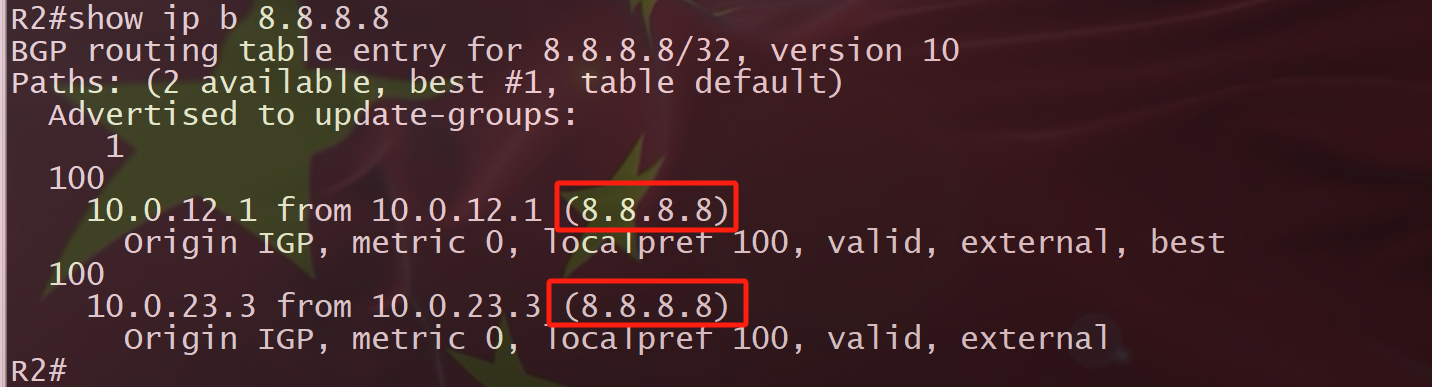 R2#show ip b 8.8.8.8
BGP routing table entry for 8.8.8.8/32, version 10
Paths: (2 available, best #1, table default)
Advertised to update-groups:
1
100
10.0.12.1 from 10.0.12.1 (8.8.8.8)
Origin IGP, metric 0, localpref 100, valid, external, best
100
10.0.23.3 from 10.0.23.3 (8.8.8.8)
Origin IGP, metric 0, localpref 100, valid, external
R2#